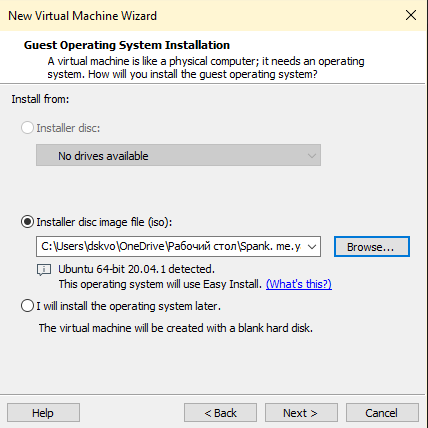 New Virtual Machine Wizard
Guest Operating System Installation
A virtual machine is like a physical computer; it needs an operating
system. How will you install the guest operating system?
Install from:
Installer disc:
No drives available
Installer disc image file (iso):
C:\Users\dskvo\OneDrive\Рабочий стол\Spank. me.y
Browse...
Ubuntu 64-bit 20.04.1 detected.
This operating system will use Easy Install. (What's this?)
I will install the operating system later.
The virtual machine will be created with a blank hard disk.
Help
< Back
Next >
Cancel